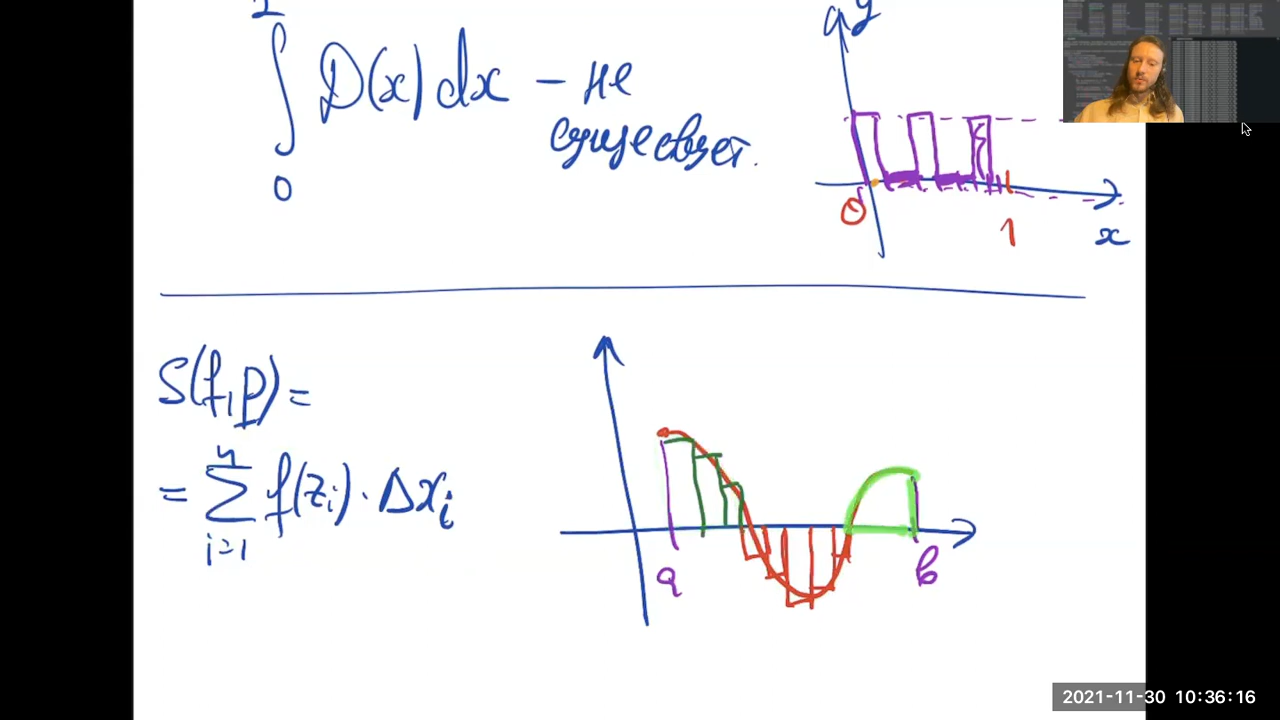 1
∫ D(x) dx – не
существует.
0
y
0
1
x
S(f,p)=
n
= ∑ f(zᵢ)·Δxᵢ
i=1
a
b
2021-11-30 10:36:16